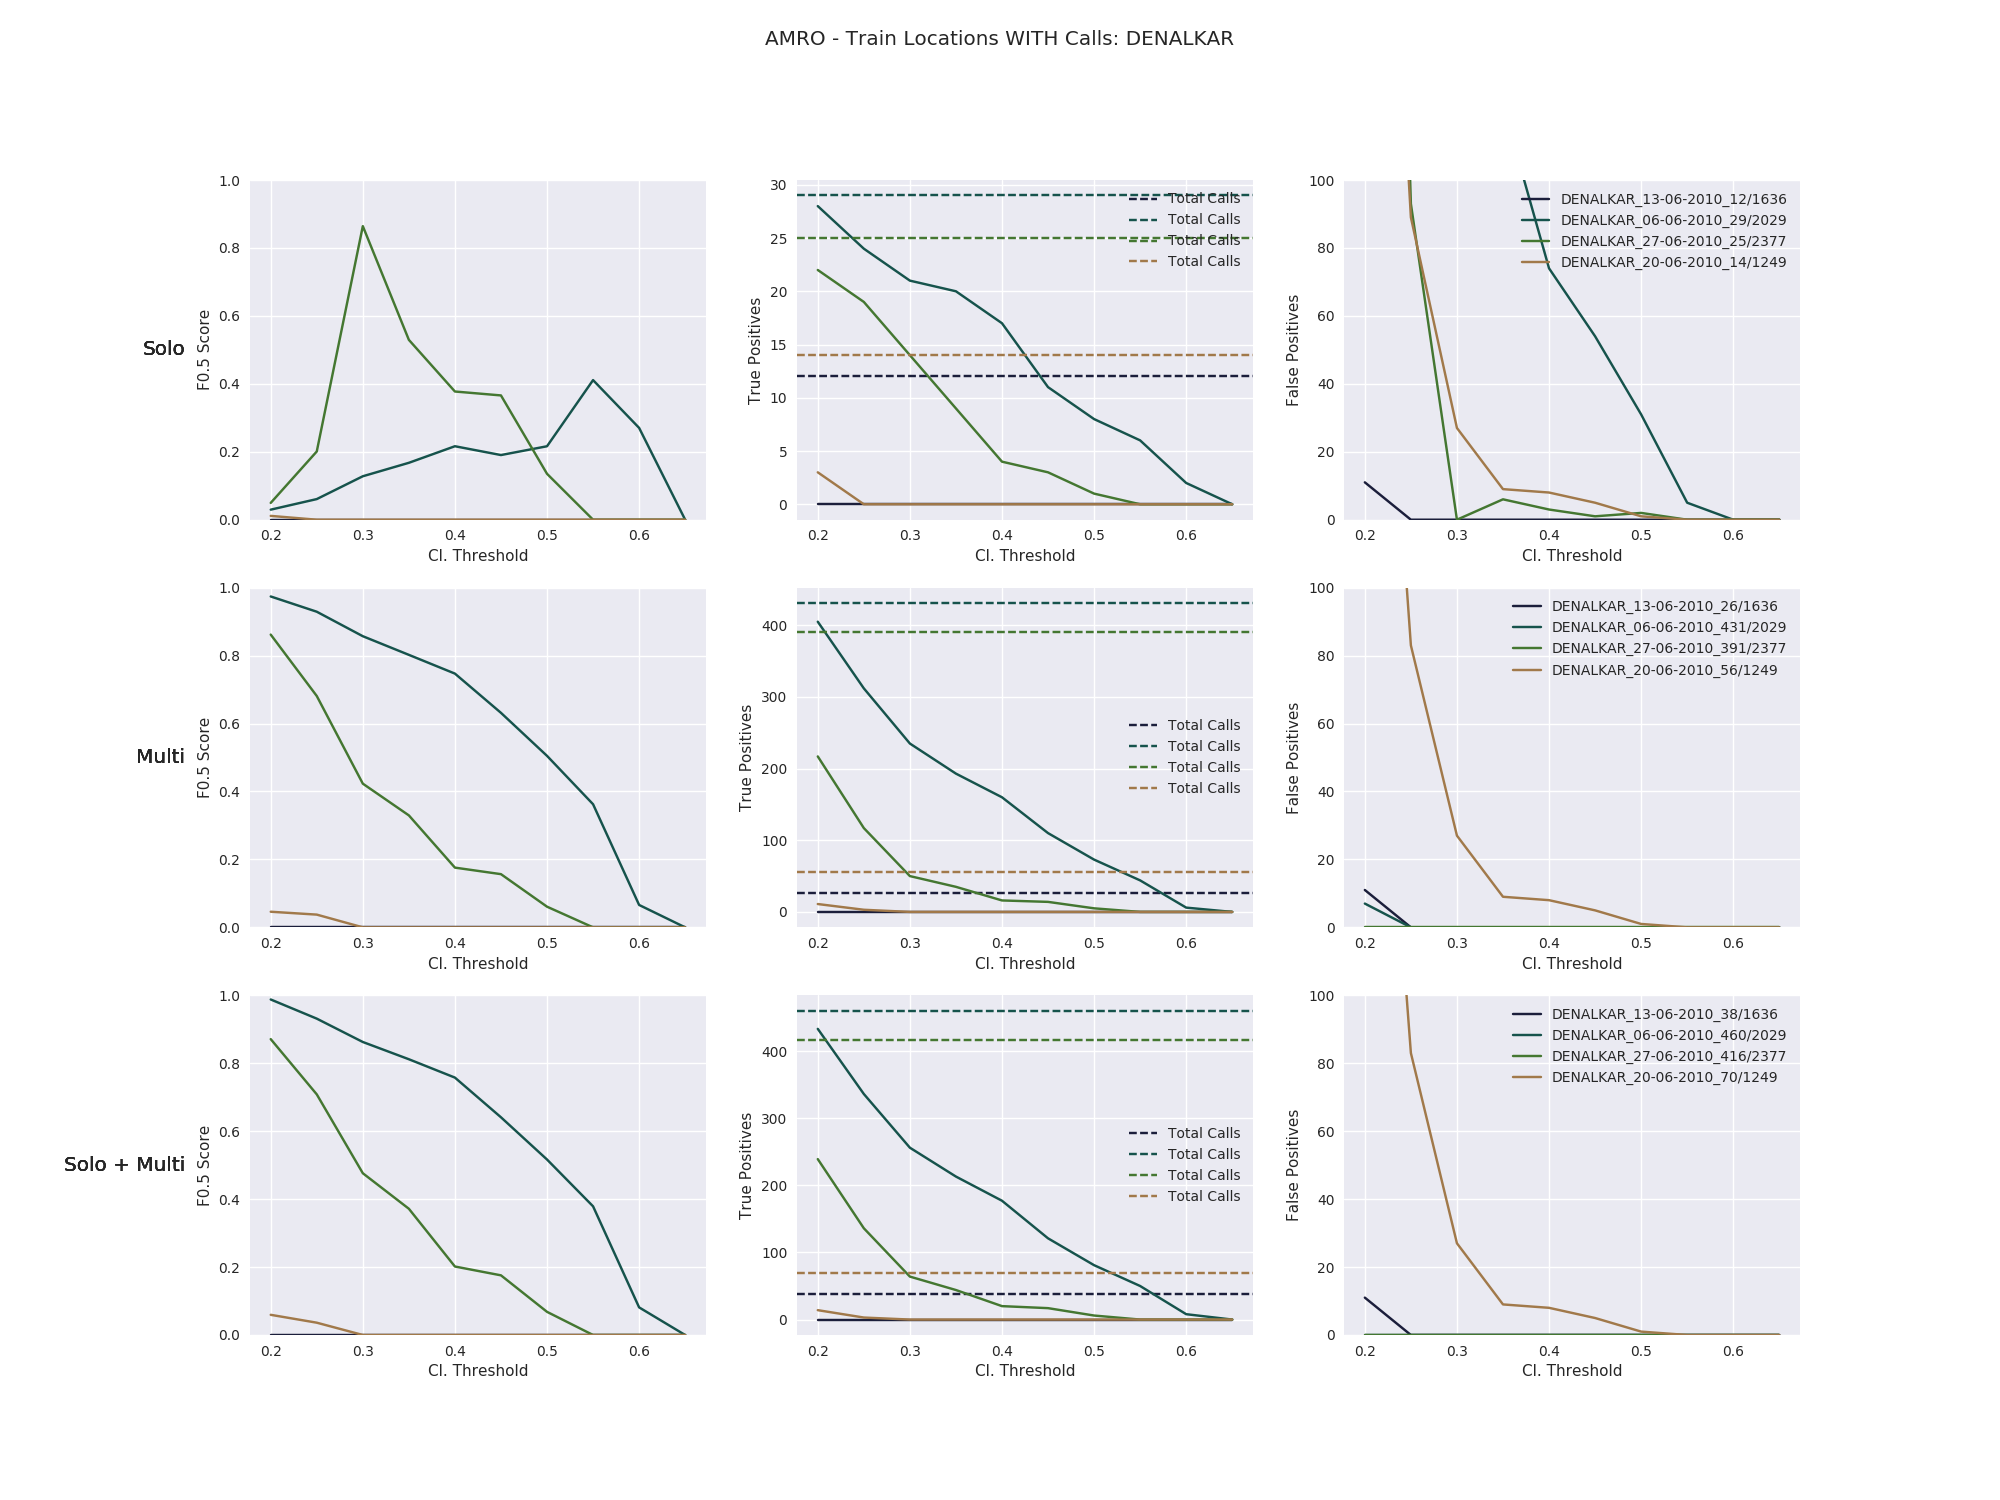 AMRO - Train Locations WITH Calls: DENALKAR
Solo
F0.5 Score
1.0
0.8
0.6
0.4
0.2
0.0
0.2 0.3 0.4 0.5 0.6
Cl. Threshold
True Positives
30
25
20
15
10
5
0
Total Calls
Total Calls
Total Calls
Total Calls
0.2 0.3 0.4 0.5 0.6
Cl. Threshold
False Positives
100
80
60
40
20
0
DENALKAR_13-06-2010_12/1636
DENALKAR_06-06-2010_29/2029
DENALKAR_27-06-2010_25/2377
DENALKAR_20-06-2010_14/1249
0.2 0.3 0.4 0.5 0.6
Cl. Threshold
Multi
F0.5 Score
1.0
0.8
0.6
0.4
0.2
0.0
0.2 0.3 0.4 0.5 0.6
Cl. Threshold
True Positives
400
300
200
100
0
Total Calls
Total Calls
Total Calls
Total Calls
0.2 0.3 0.4 0.5 0.6
Cl. Threshold
False Positives
100
80
60
40
20
0
DENALKAR_13-06-2010_26/1636
DENALKAR_06-06-2010_431/2029
DENALKAR_27-06-2010_391/2377
DENALKAR_20-06-2010_56/1249
0.2 0.3 0.4 0.5 0.6
Cl. Threshold
Solo + Multi
F0.5 Score
1.0
0.8
0.6
0.4
0.2
0.0
0.2 0.3 0.4 0.5 0.6
Cl. Threshold
True Positives
400
300
200
100
0
Total Calls
Total Calls
Total Calls
Total Calls
0.2 0.3 0.4 0.5 0.6
Cl. Threshold
False Positives
100
80
60
40
20
0
DENALKAR_13-06-2010_38/1636
DENALKAR_06-06-2010_460/2029
DENALKAR_27-06-2010_416/2377
DENALKAR_20-06-2010_70/1249
0.2 0.3 0.4 0.5 0.6
Cl. Threshold